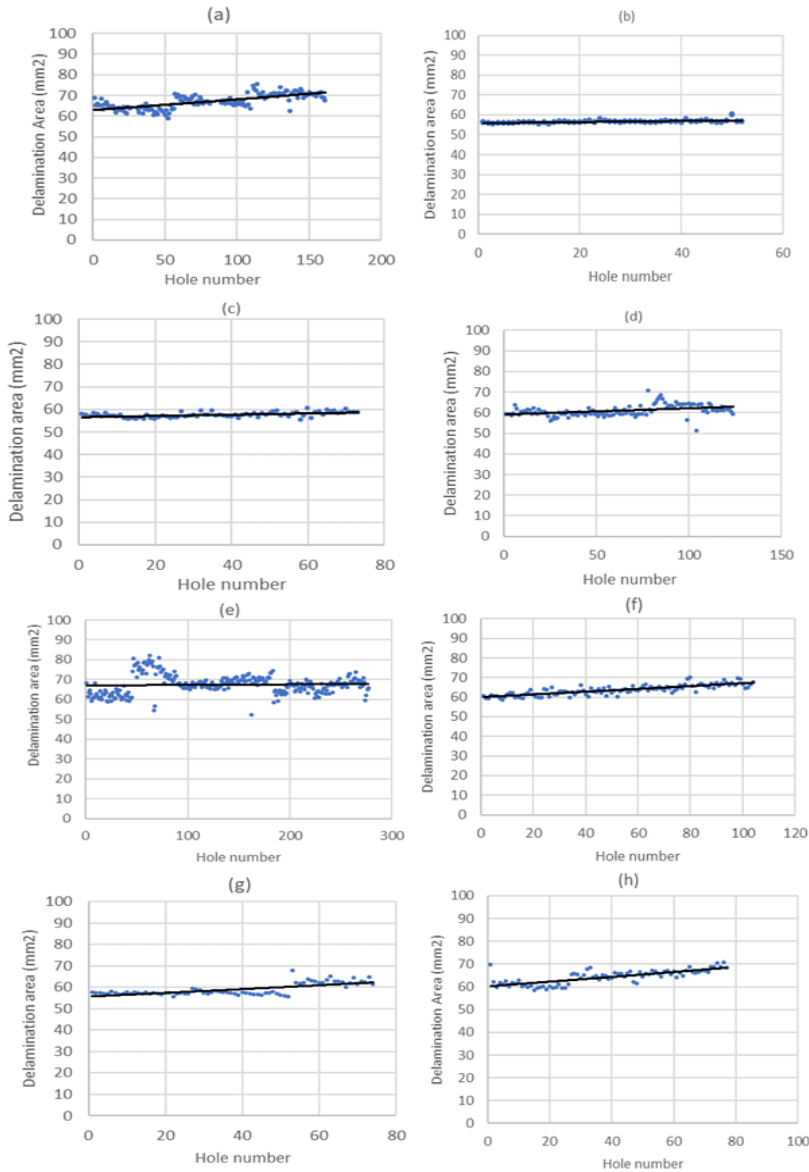 (a)
Delamination Area (mm2)
100
90
80
70
60
50
40
30
20
10
0
0 50 100 150 200
Hole number
(b)
Delamination area (mm2)
100
90
80
70
60
50
40
30
20
10
0
0 20 40 60
Hole number
(c)
Delamination area (mm2)
100
90
80
70
60
50
40
30
20
10
0
0 20 40 60 80
Hole number
(d)
Delamination area (mm2)
100
90
80
70
60
50
40
30
20
10
0
0 50 100 150
Hole number
(e)
Delamination area (mm2)
100
90
80
70
60
50
40
30
20
10
0
0 100 200 300
Hole number
(f)
Delamination area (mm2)
100
90
80
70
60
50
40
30
20
10
0
0 20 40 60 80 100 120
Hole number
(g)
Delamination area (mm2)
100
90
80
70
60
50
40
30
20
10
0
0 20 40 60 80
Hole number
(h)
Delamination Area (mm2)
100
90
80
70
60
50
40
30
20
10
0
0 20 40 60 80 100
Hole number